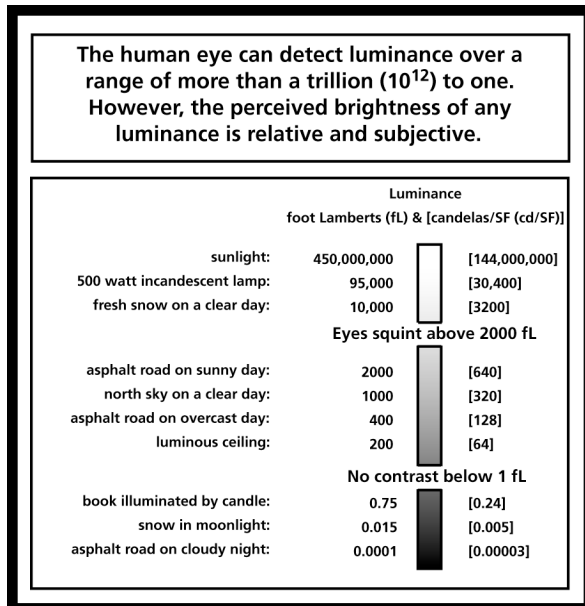 The human eye can detect luminance over a
range of more than a trillion (10¹²) to one.
However, the perceived brightness of any
luminance is relative and subjective.
Luminance
foot Lamberts (fL) & [candelas/SF (cd/SF)]
sunlight: 450,000,000 [144,000,000]
500 watt incandescent lamp: 95,000 [30,400]
fresh snow on a clear day: 10,000 [3200]
Eyes squint above 2000 fL
asphalt road on sunny day: 2000 [640]
north sky on a clear day: 1000 [320]
asphalt road on overcast day: 400 [128]
luminous ceiling: 200 [64]
No contrast below 1 fL
book illuminated by candle: 0.75 [0.24]
snow in moonlight: 0.015 [0.005]
asphalt road on cloudy night: 0.0001 [0.00003]